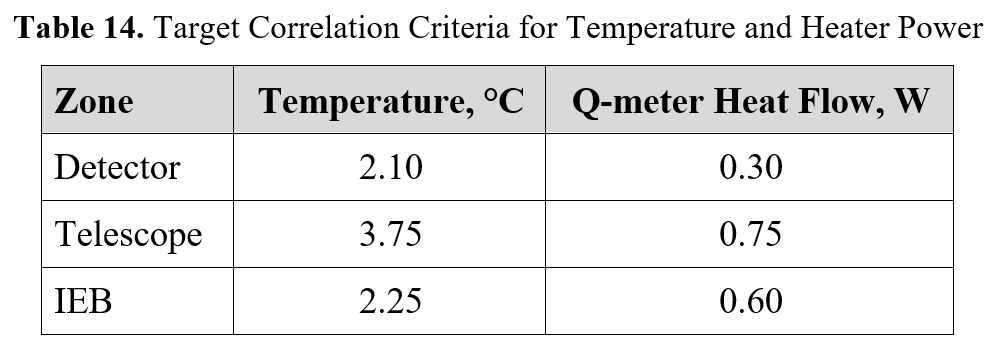 Table 14. Target Correlation Criteria for Temperature and Heater Power
Zone Temperature, °C Q-meter Heat Flow, W
Detector 2.10 0.30
Telescope 3.75 0.75
IEB 2.25 0.60